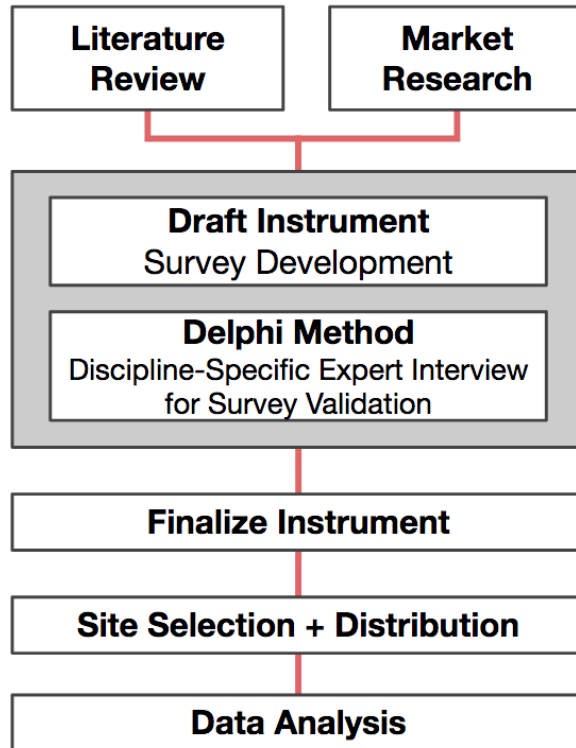 Literature
Review
Market
Research
Draft Instrument
Survey Development
Delphi Method
Discipline-Specific Expert Interview
for Survey Validation
Finalize Instrument
Site Selection + Distribution
Data Analysis